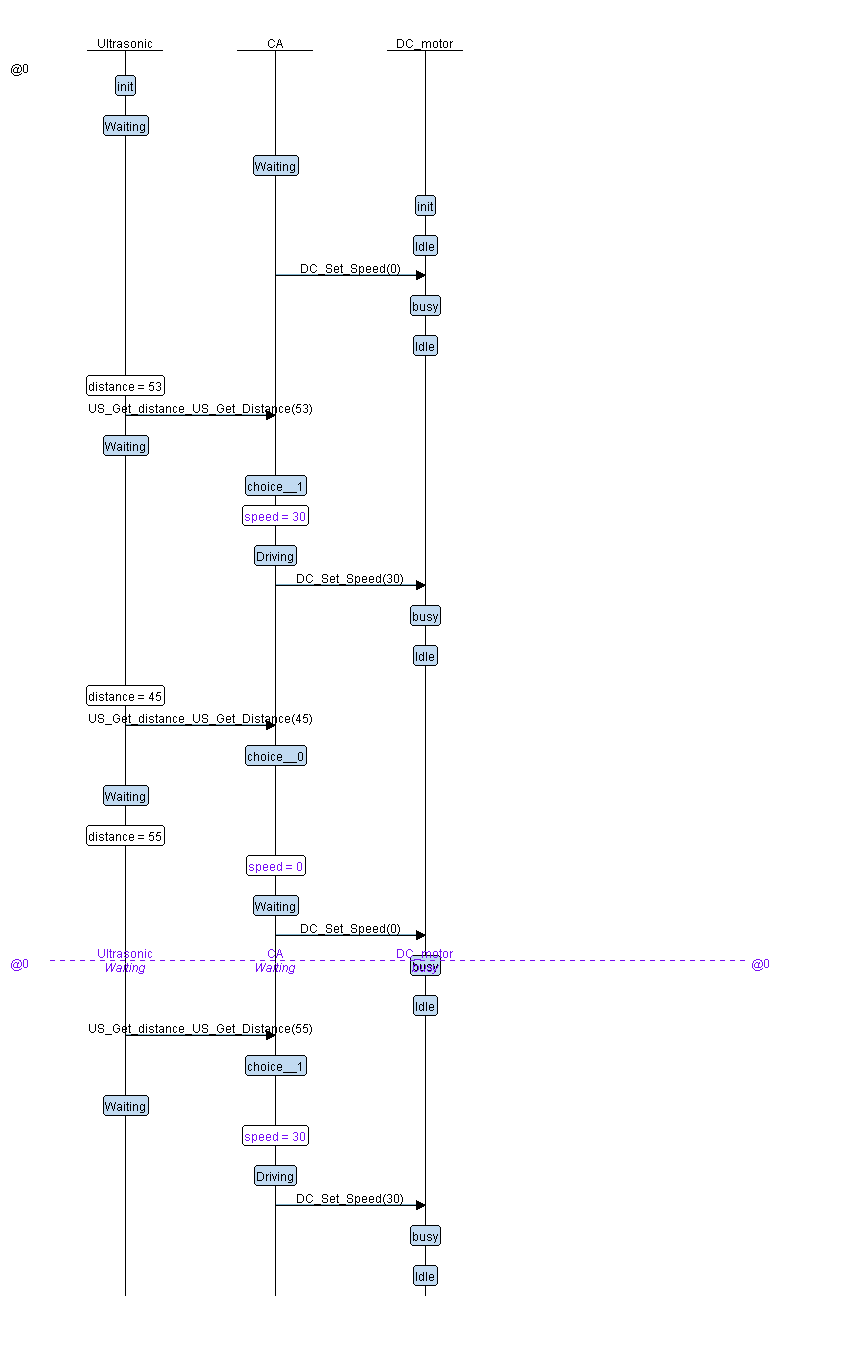 Ultrasonic CA DC_motor
@0
init
Waiting
Waiting
init
Idle
DC_Set_Speed(0)
busy
Idle
distance = 53
US_Get_distance_US_Get_Distance(53)
Waiting
choice__1
speed = 30
Driving
DC_Set_Speed(30)
busy
Idle
distance = 45
US_Get_distance_US_Get_Distance(45)
choice__0
Waiting
distance = 55
speed = 0
Waiting
DC_Set_Speed(0)
Ultrasonic CA DC_motor
@0 @0
Waiting Waiting busy
Idle
US_Get_distance_US_Get_Distance(55)
choice__1
Waiting
speed = 30
Driving
DC_Set_Speed(30)
busy
Idle